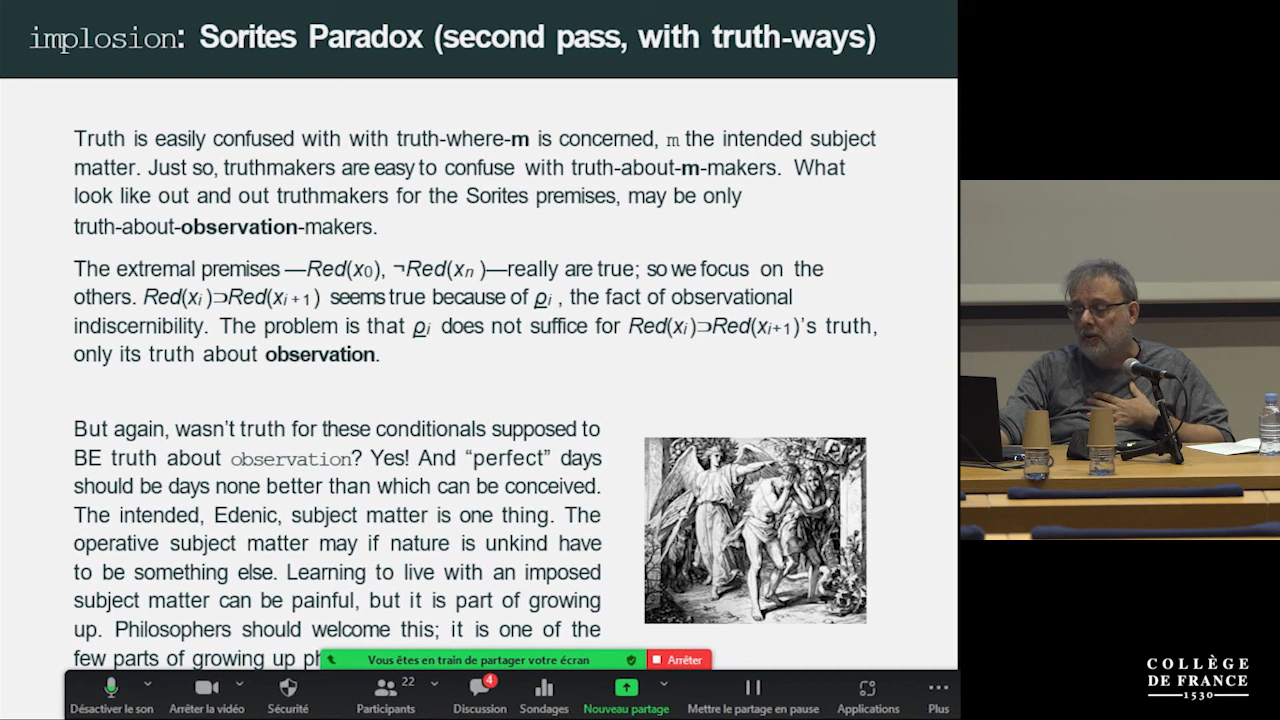 implosion: Sorites Paradox (second pass, with truth-ways)
Truth is easily confused with with truth-where-m is concerned, m the intended subject
matter. Just so, truthmakers are easy to confuse with truth-about-m-makers. What
look like out and out truthmakers for the Sorites premises, may be only
truth-about-observation-makers.
The extremal premises —Red(x₀), ¬Red(xₙ)—really are true; so we focus on the
others. Red(xᵢ)⊃Red(xᵢ₊₁) seems true because of ρᵢ, the fact of observational
indiscernibility. The problem is that ρᵢ does not suffice for Red(xᵢ)⊃Red(xᵢ₊₁)'s truth,
only its truth about observation.
But again, wasn't truth for these conditionals supposed to
BE truth about observation? Yes! And “perfect” days
should be days none better than which can be conceived.
The intended, Edenic, subject matter is one thing. The
operative subject matter may if nature is unkind have
to be something else. Learning to live with an imposed
subject matter can be painful, but it is part of growing
up. Philosophers should welcome this; it is one of the
few parts of growing up
Vous êtes en train de partager votre écran
Arrêter
22
4
Désactiver le son
Arrêter la vidéo
Sécurité
Participants
Discussion
Sondages
Nouveau partage
Mettre le partage en pause
Applications
Plus
COLLÈGE
DE FRANCE
1530